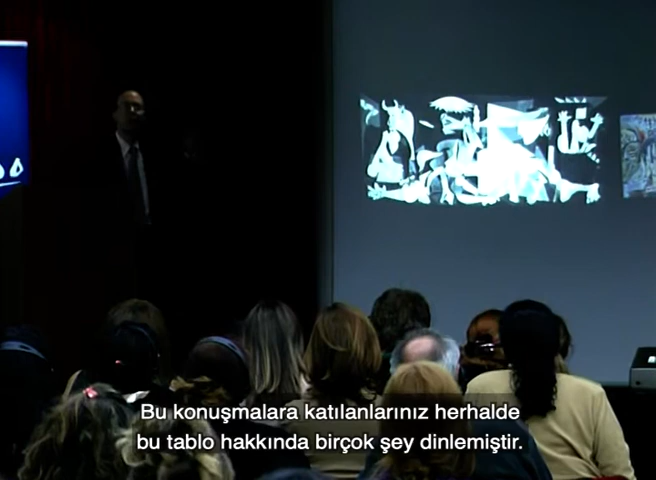 Bu konuşmalara katılanlarınız herhalde
bu tablo hakkında birçok şey dinlemiştir.